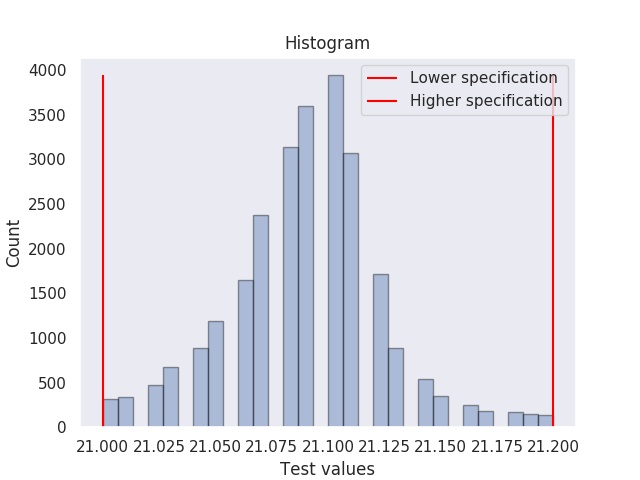 Histogram
Lower specification
Higher specification
4000
3500
3000
2500
2000
1500
1000
500
0
Count
21.000 21.025 21.050 21.075 21.100 21.125 21.150 21.175 21.200
Test values